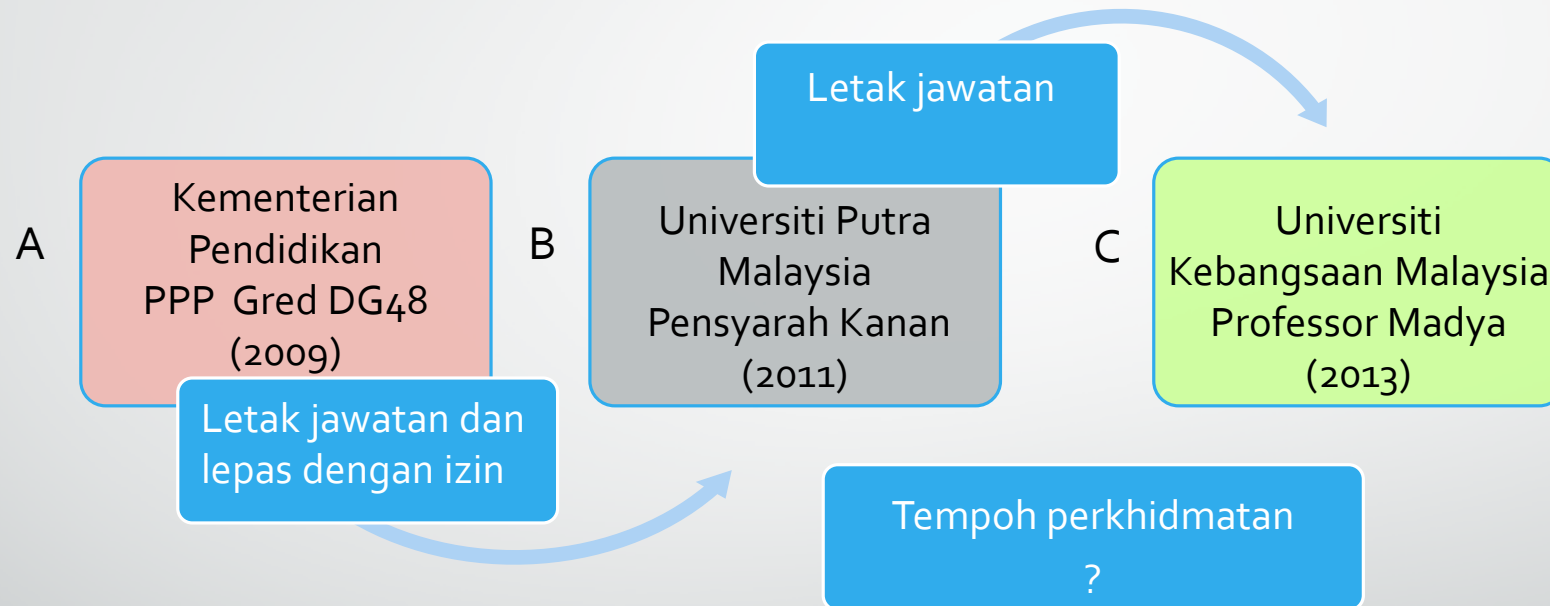 Letak jawatan
A
Kementerian
Pendidikan
PPP Gred DG48
(2009)
Letak jawatan dan
lepas dengan izin
B
Universiti Putra
Malaysia
Pensyarah Kanan
(2011)
C
Universiti
Kebangsaan Malaysia
Professor Madya
(2013)
Tempoh perkhidmatan
?